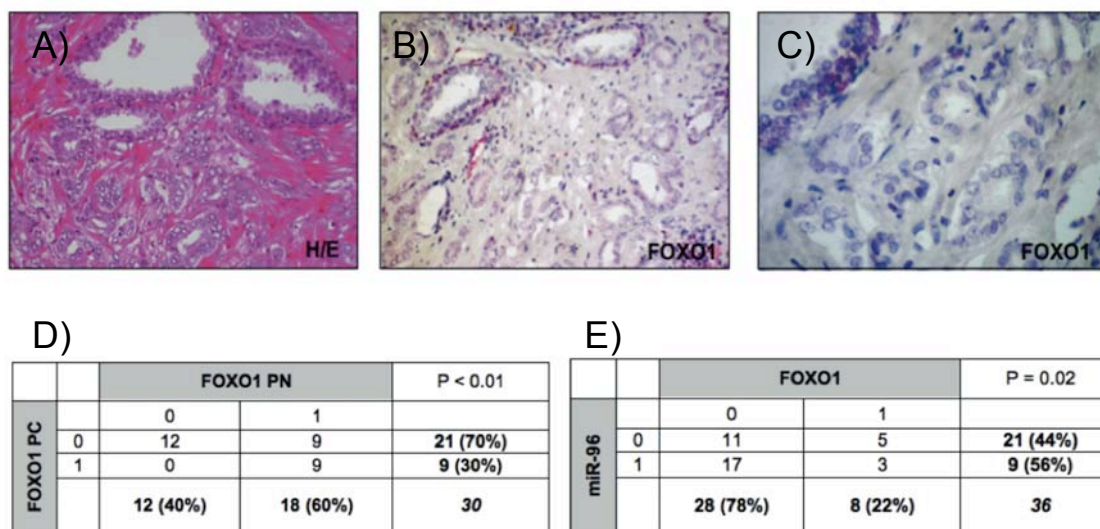 A)
H/E
B)
FOXO1
C)
FOXO1
D)
FOXO1 PN P < 0.01
FOXO1 PC
0 1
0 12 9 21 (70%)
1 0 9 9 (30%)
12 (40%) 18 (60%) 30
E)
FOXO1 P = 0.02
miR-96
0 1
0 11 5 21 (44%)
1 17 3 9 (56%)
28 (78%) 8 (22%) 36